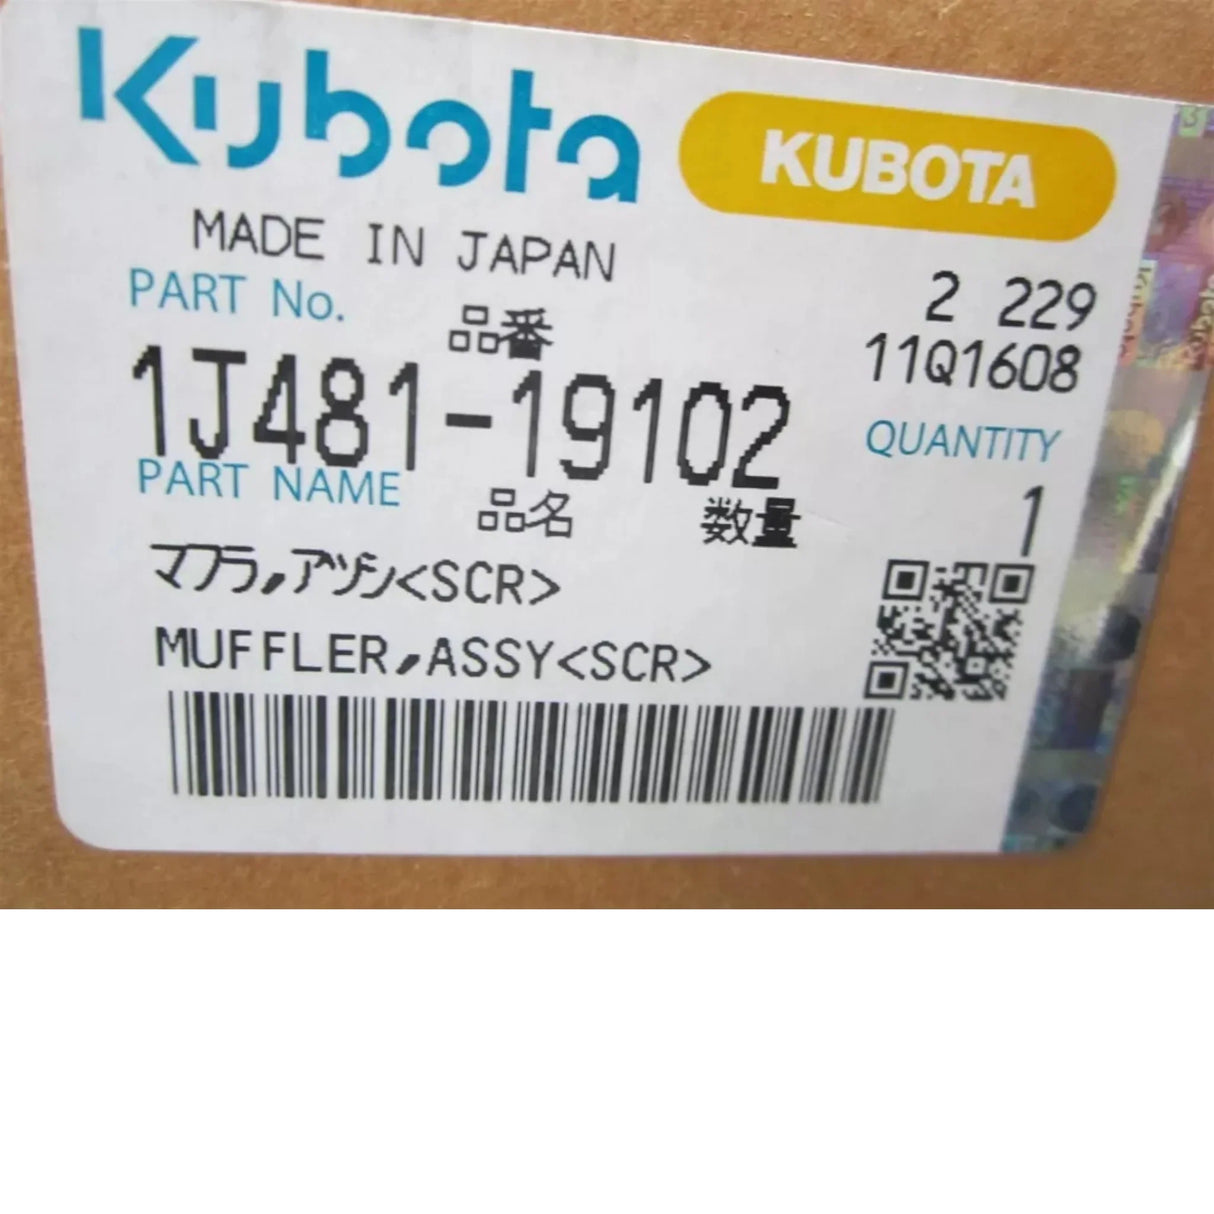 Kubota
KUBOTA
MADE IN JAPAN
PART No.
品番
2 229
11Q1608
1J481-19102
QUANTITY
PART NAME
品名
数量
1
マフラ,アツシ<SCR>
MUFFLER,ASSY<SCR>